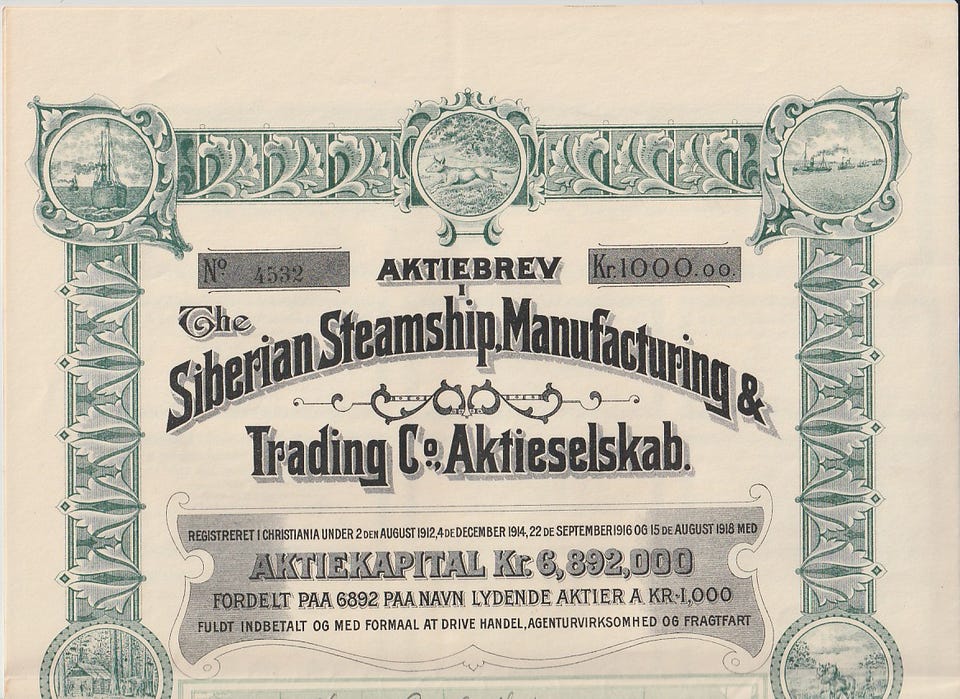 Nº 4532
AKTIEBREV
Kr. 1000.00.
I
The
Siberian Steamship, Manufacturing &
Trading Co., Aktieselskab.
REGISTRERET I CHRISTIANIA UNDER 2 DEN AUGUST 1912, 4 DE DECEMBER 1914, 22 DE SEPTEMBER 1916 OG 15 DE AUGUST 1918 MED
AKTIEKAPITAL Kr. 6,892,000
FORDELT PAA 6892 PAA NAVN LYDENDE AKTIER A KR. 1,000
FULDT INDBETALT OG MED FORMAAL AT DRIVE HANDEL, AGENTURVIRKSOMHED OG FRAGTFART